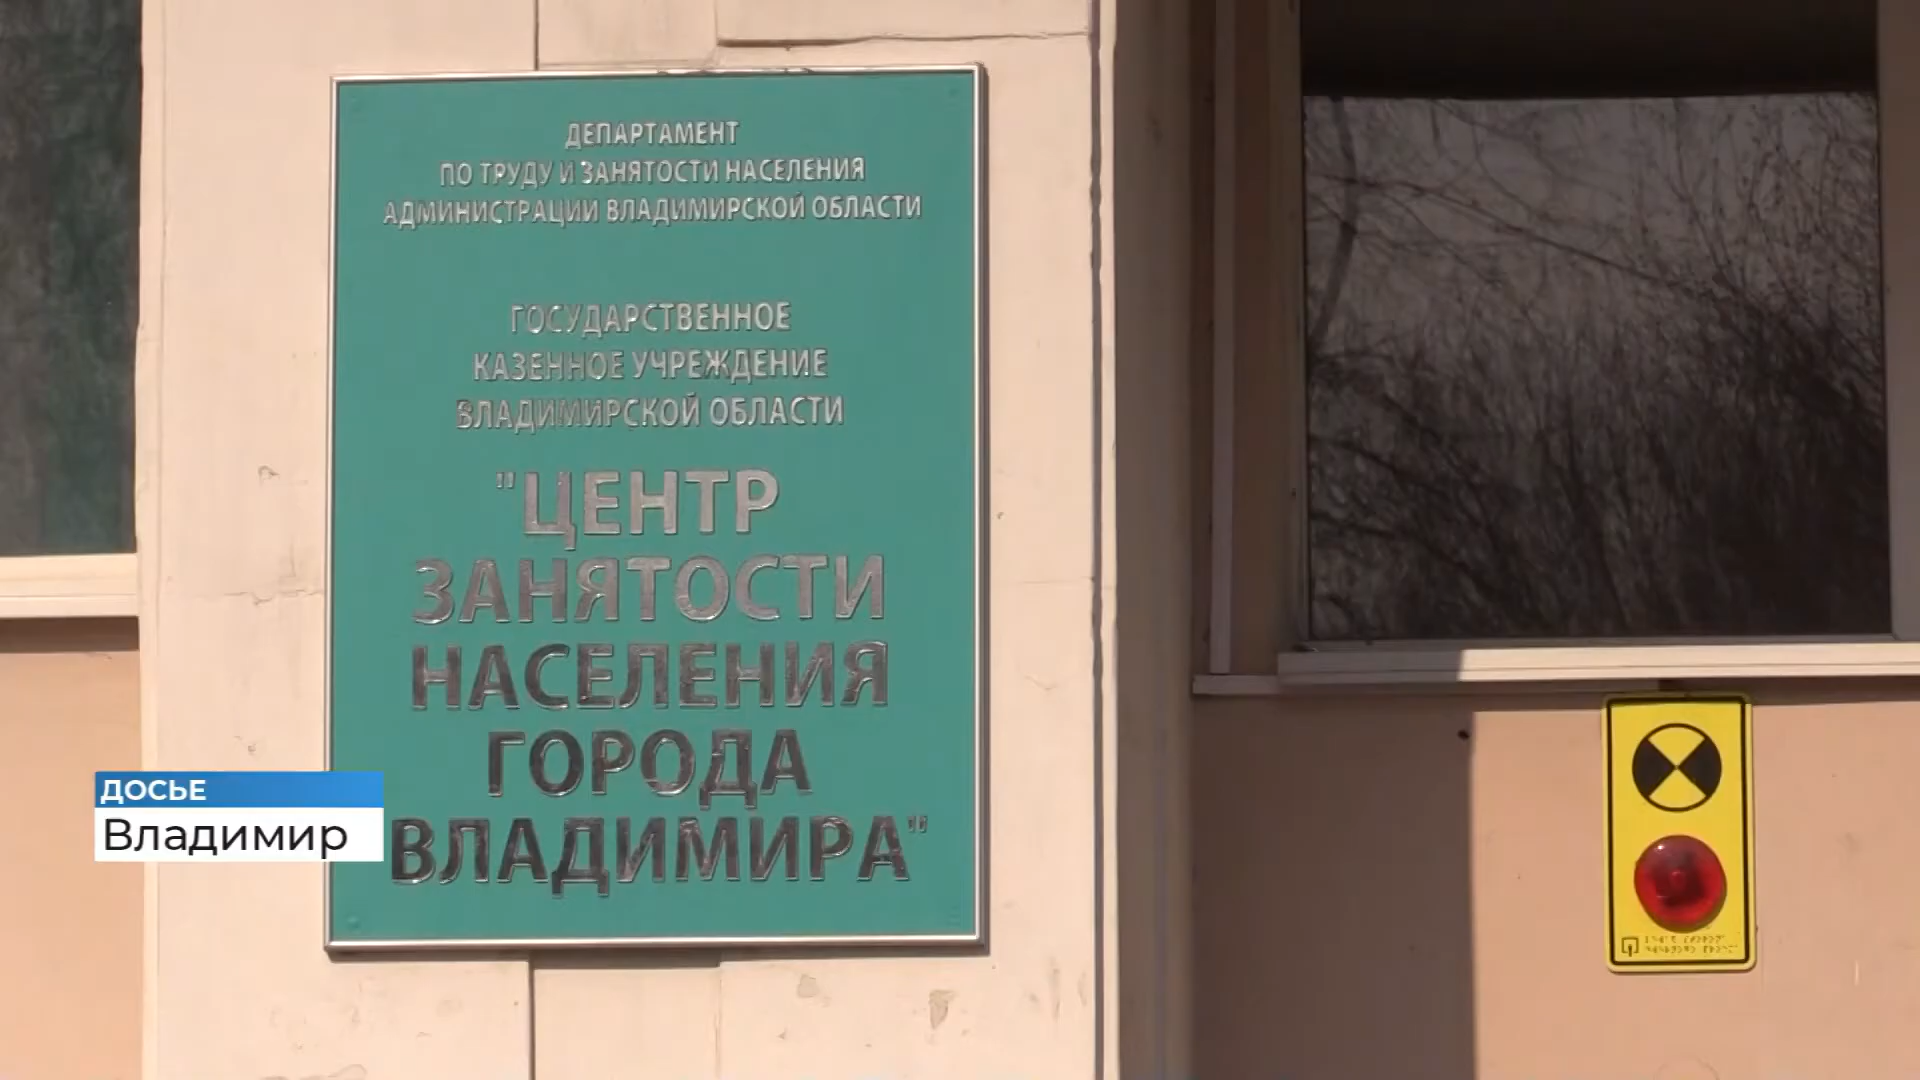 ДЕПАРТАМЕНТ
ПО ТРУДУ И ЗАНЯТОСТИ НАСЕЛЕНИЯ
АДМИНИСТРАЦИИ ВЛАДИМИРСКОЙ ОБЛАСТИ
ГОСУДАРСТВЕННОЕ
КАЗЕННОЕ УЧРЕЖДЕНИЕ
ВЛАДИМИРСКОЙ ОБЛАСТИ
"ЦЕНТР
ЗАНЯТОСТИ
НАСЕЛЕНИЯ
ГОРОДА
ВЛАДИМИРА"
ДОСЬЕ
Владимир